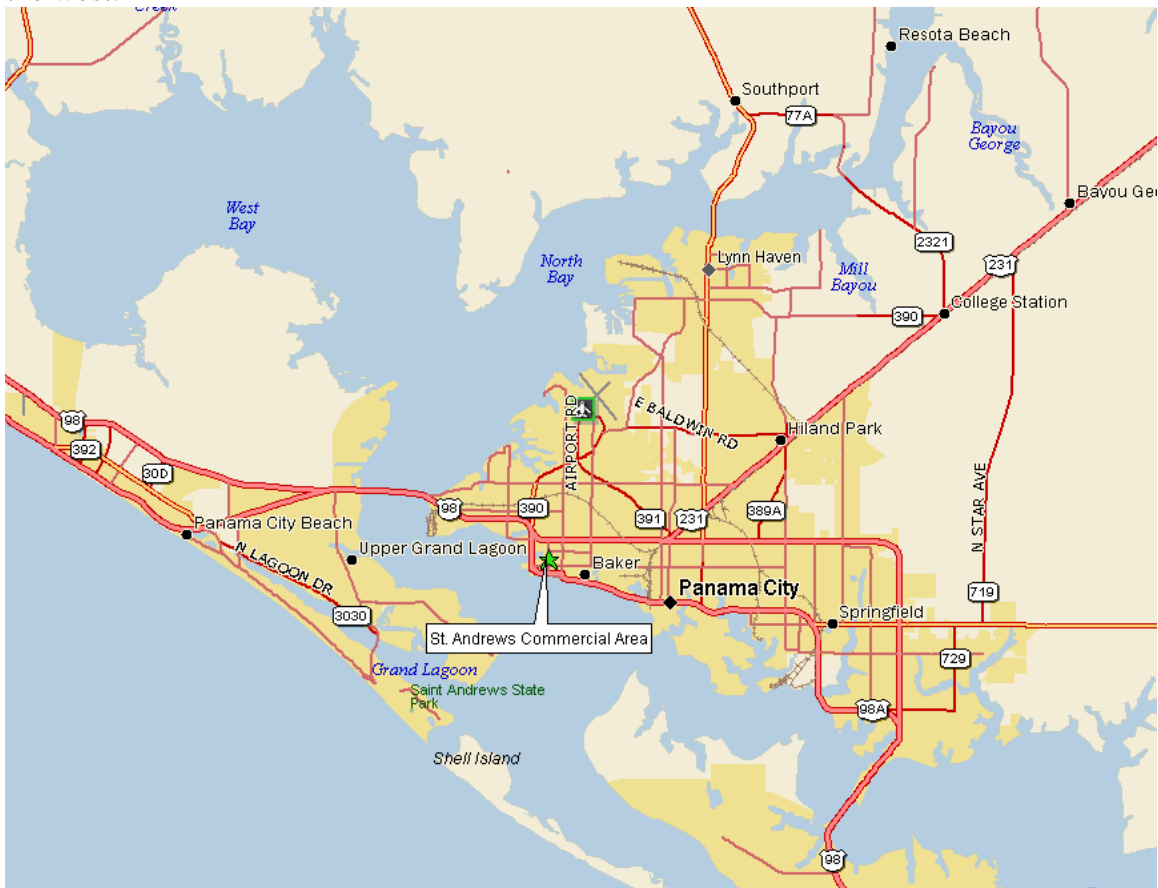 Creek
Resota Beach
Southport
77A
Bayou
George
Bayou Geo
West
Bay
2321
North
Bay
Lynn Haven
231
Mill
Bayou
390
College Station
AIRPORT RD
E BALDWIN RD
98
Hiland Park
392
30D
N STAR AVE
98
390
391
231
389A
Panama City Beach
Upper Grand Lagoon
N LAGOON DR
Baker
Panama City
719
3030
Springfield
St. Andrews Commercial Area
729
Grand Lagoon
Saint Andrews State
Park
98A
Shell Island
98